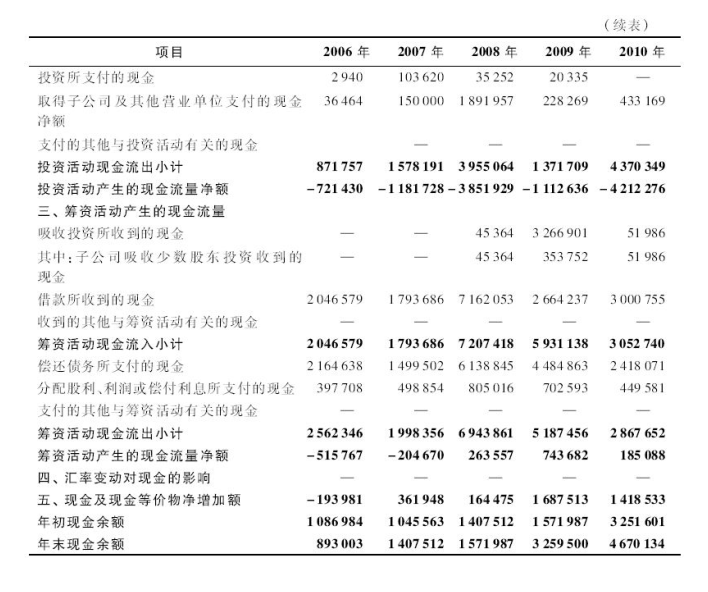 (续表)
项目 2006 年 2007 年 2008 年 2009 年 2010 年
投资所支付的现金 2 940 103 620 35 252 20 335 —
取得子公司及其他营业单位支付的现金 36 464 150 000 1 891 957 228 269 433 169
净额
支付的其他与投资活动有关的现金 — — — —
投资活动现金流出小计 871 757 1 578 191 3 955 064 1 371 709 4 370 349
投资活动产生的现金流量净额 －721 430 －1 181 728 －3 851 929 －1 112 636 －4 212 276
三、筹资活动产生的现金流量
吸收投资所收到的现金 — — 45 364 3 266 901 51 986
其中:子公司吸收少数股东投资收到的 — — 45 364 353 752 51 986
现金
借款所收到的现金 2 046 579 1 793 686 7 162 053 2 664 237 3 000 755
收到的其他与筹资活动有关的现金 — — — — —
筹资活动现金流入小计 2 046 579 1 793 686 7 207 418 5 931 138 3 052 740
偿还债务所支付的现金 2 164 638 1 499 502 6 138 845 4 484 863 2 418 071
分配股利、利润或偿付利息所支付的现金 397 708 498 854 805 016 702 593 449 581
支付的其他与筹资活动有关的现金 — — — — —
筹资活动现金流出小计 2 562 346 1 998 356 6 943 861 5 187 456 2 867 652
筹资活动产生的现金流量净额 －515 767 －204 670 263 557 743 682 185 088
四、汇率变动对现金的影响 — — — — —
五、现金及现金等价物净增加额 －193 981 361 948 164 475 1 687 513 1 418 533
年初现金余额 1 086 984 1 045 563 1 407 512 1 571 987 3 251 601
年末现金余额 893 003 1 407 512 1 571 987 3 259 500 4 670 134